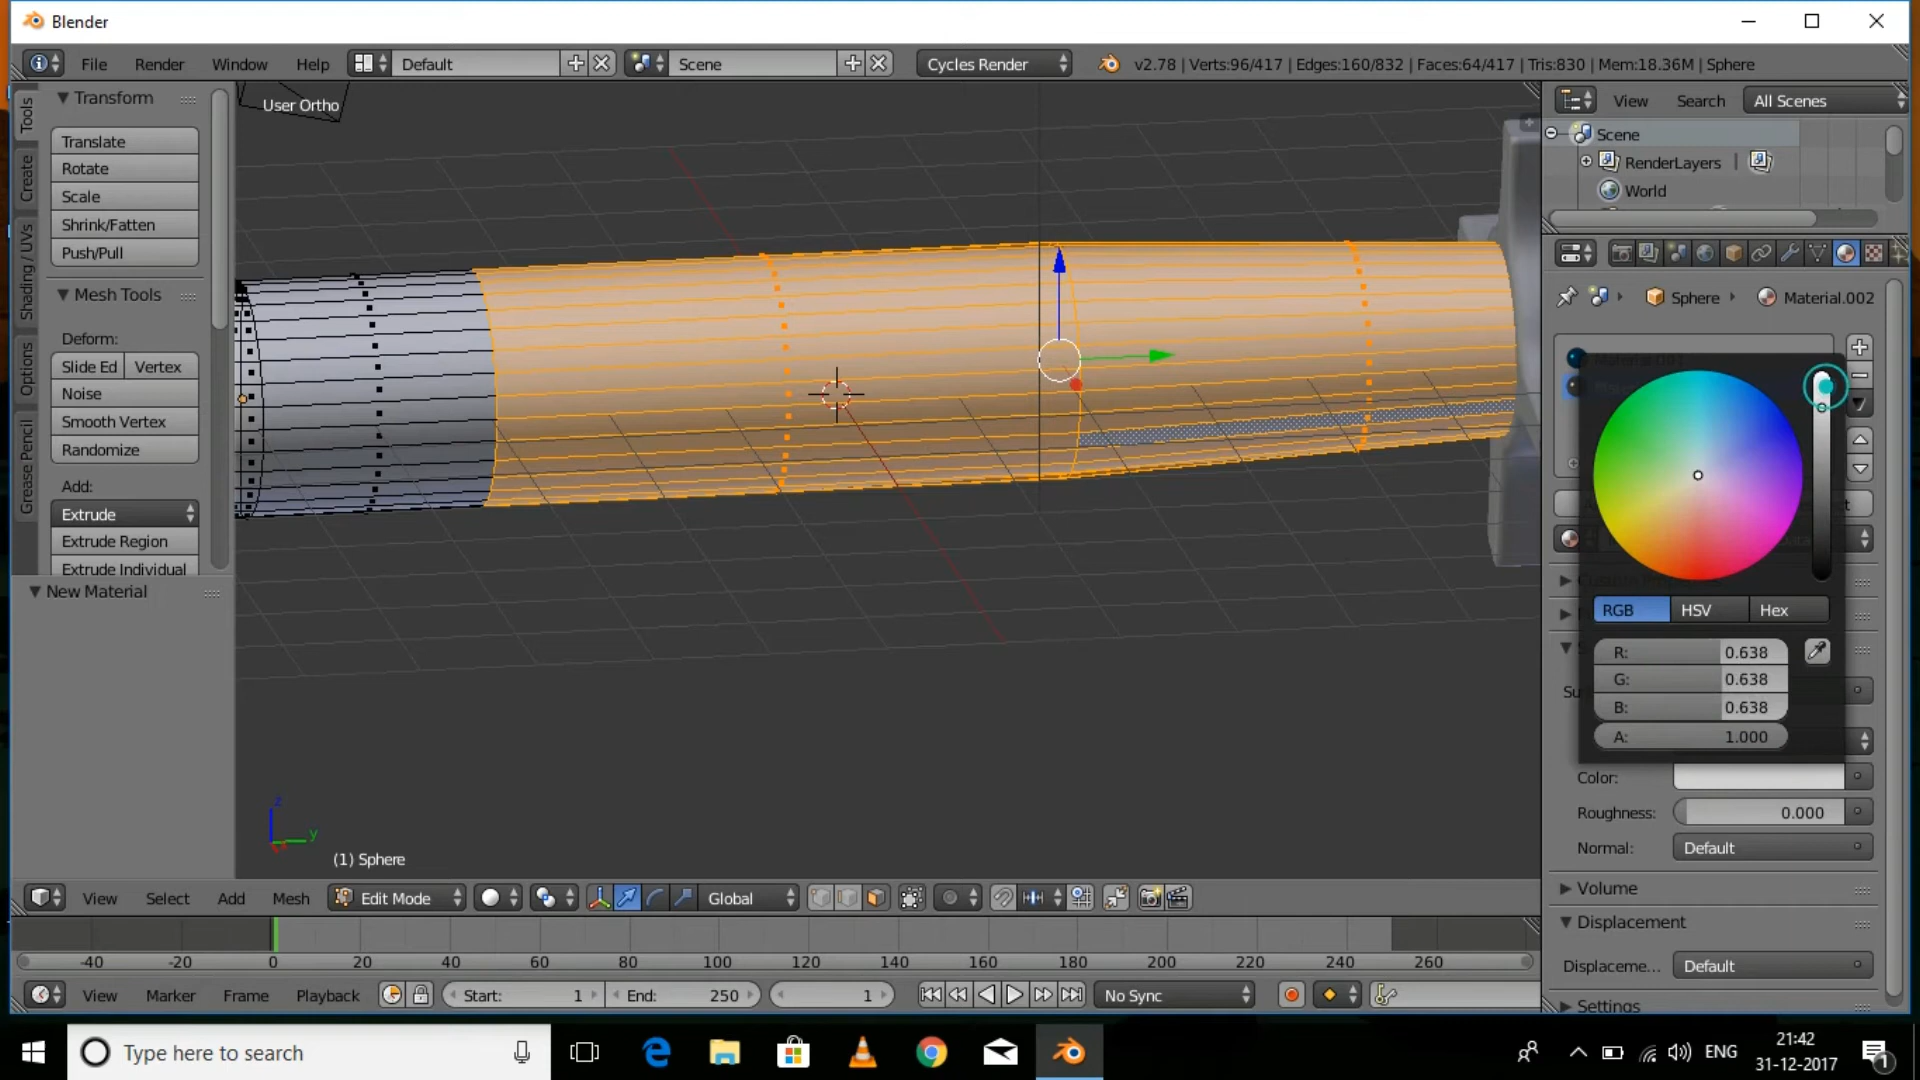 Blender
File Render Window Help Default Scene Cycles Render v2.78 | Verts:96/417 | Edges:160/832 | Faces:64/417 | Tris:830 | Mem:18.36M | Sphere
Tools
Create
Shading / UVs
Options
Grease Pencil
Transform
Translate
Rotate
Scale
Shrink/Fatten
Push/Pull
Mesh Tools
Deform:
Slide Ed Vertex
Noise
Smooth Vertex
Randomize
Add:
Extrude
Extrude Region
Extrude Individual
New Material
User Ortho
z
y
(1) Sphere
View Search All Scenes
Scene
RenderLayers
World
Sphere Material.002
RGB HSV Hex
R: 0.638
G: 0.638
B: 0.638
A: 1.000
Su
Color:
Roughness: 0.000
Normal: Default
Volume
Displacement
Displaceme... Default
Settings
View Select Add Mesh Edit Mode Global
-40 -20 0 20 40 60 80 100 120 140 160 180 200 220 240 260
View Marker Frame Playback Start: 1 End: 250 1 No Sync
Type here to search
ENG
21:42
31-12-2017
1